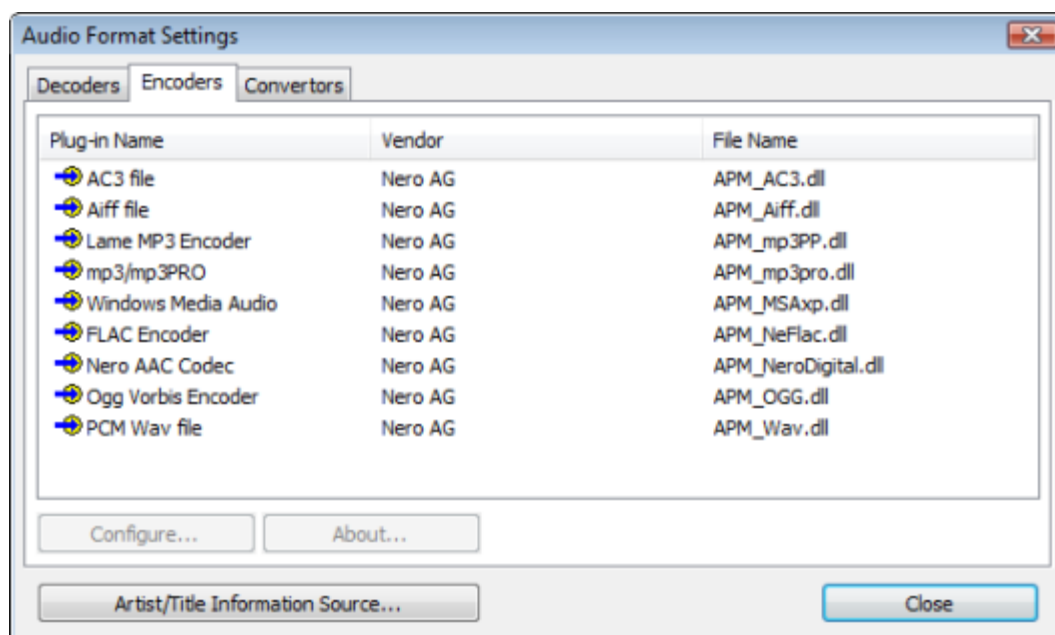 Audio Format Settings
Decoders Encoders Convertors
Plug-in Name Vendor File Name
AC3 file Nero AG APM_AC3.dll
Aiff file Nero AG APM_Aiff.dll
Lame MP3 Encoder Nero AG APM_mp3PP.dll
mp3/mp3PRO Nero AG APM_mp3pro.dll
Windows Media Audio Nero AG APM_MSAxp.dll
FLAC Encoder Nero AG APM_NeFlac.dll
Nero AAC Codec Nero AG APM_NeroDigital.dll
Ogg Vorbis Encoder Nero AG APM_OGG.dll
PCM Wav file Nero AG APM_Wav.dll
Configure... About...
Artist/Title Information Source... Close